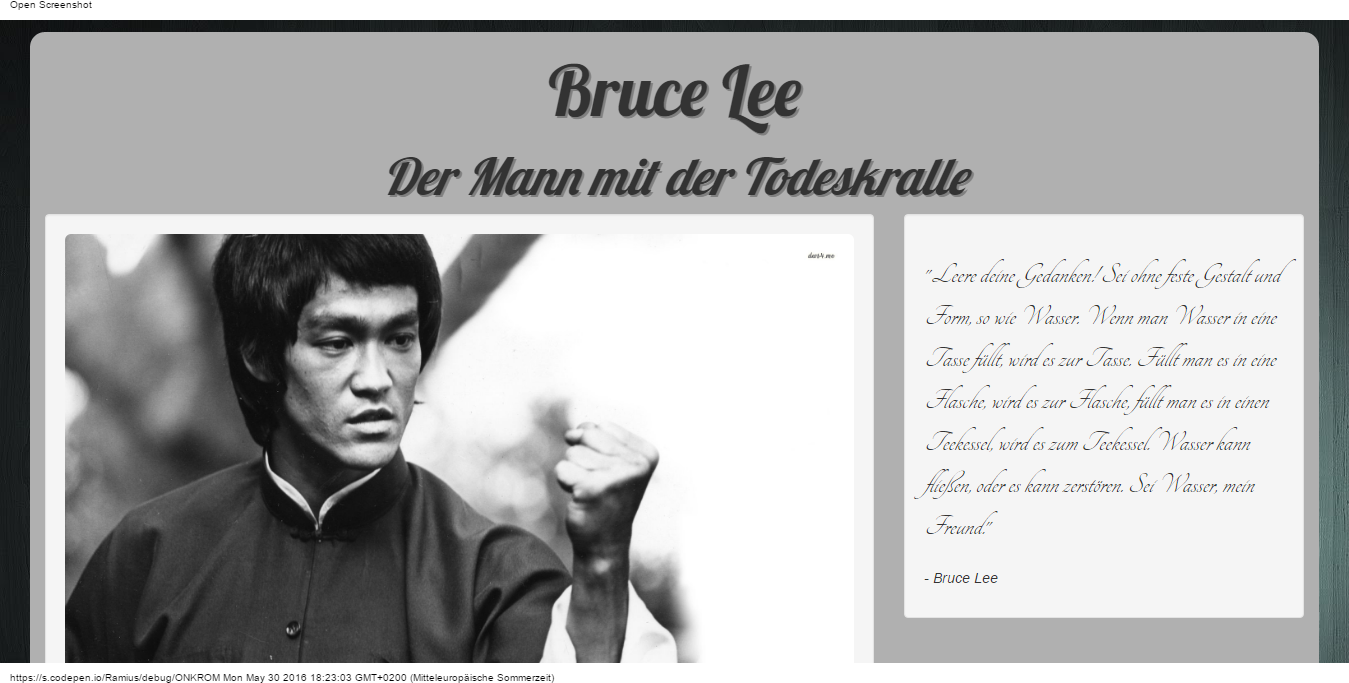 Open Screenshot
Bruce Lee
Der Mann mit der Todeskralle
dark4.me
"Leere deine Gedanken! Sei ohne feste Gestalt und
Form, so wie Wasser. Wenn man Wasser in eine
Tasse füllt, wird es zur Tasse. Füllt man es in eine
Flasche, wird es zur Flasche, füllt man es in einen
Teekessel, wird es zum Teekessel. Wasser kann
fließen, oder es kann zerstören. Sei Wasser, mein
Freund."
- Bruce Lee
https://s.codepen.io/Ramius/debug/ONKROM Mon May 30 2016 18:23:03 GMT+0200 (Mitteleuropäische Sommerzeit)